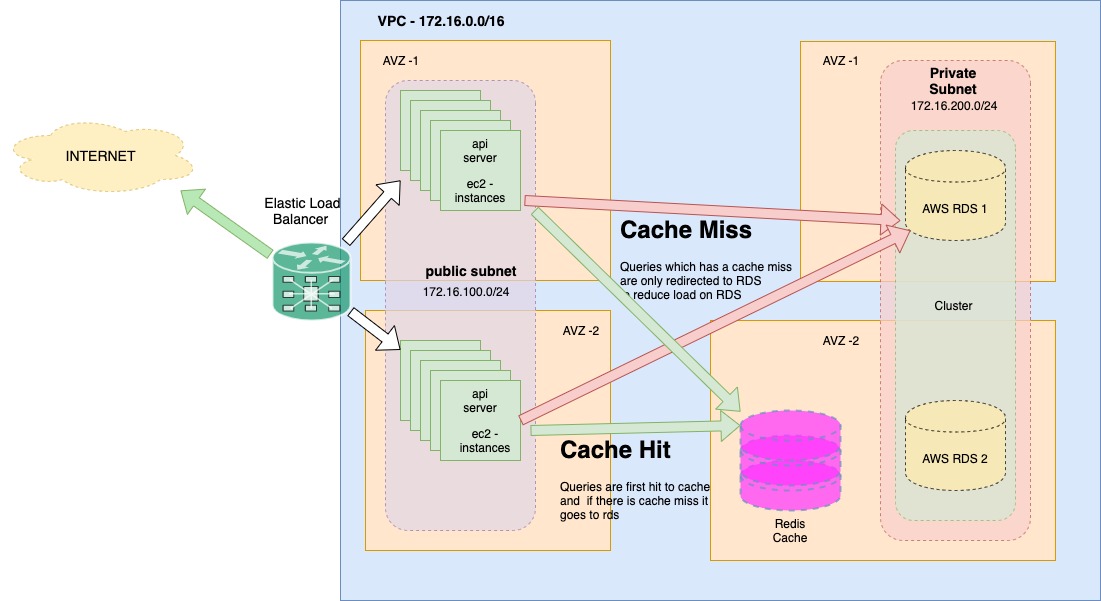 VPC - 172.16.0.0/16
AVZ -1
AVZ -1
Private
Subnet
172.16.200.0/24
api
server
ec2 -
instances
INTERNET
Elastic Load
Balancer
AWS RDS 1
Cache Miss
Queries which has a cache miss
are only redirected to RDS
reduce load on RDS
public subnet
172.16.100.0/24
Cluster
AVZ -2
AVZ -2
api
server
ec2 -
instances
Cache Hit
Queries are first hit to cache
and if there is cache miss it
goes to rds
AWS RDS 2
Redis
Cache